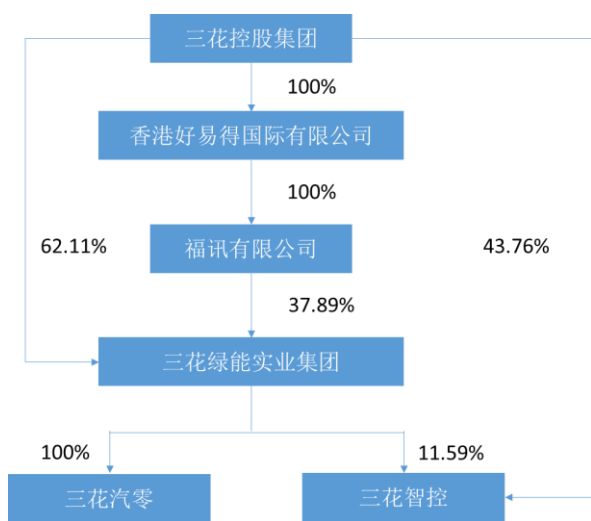 三花控股集团
100%
香港好易得国际有限公司
100%
62.11%
福讯有限公司
43.76%
37.89%
三花绿能实业集团
100%
11.59%
三花汽零
三花智控